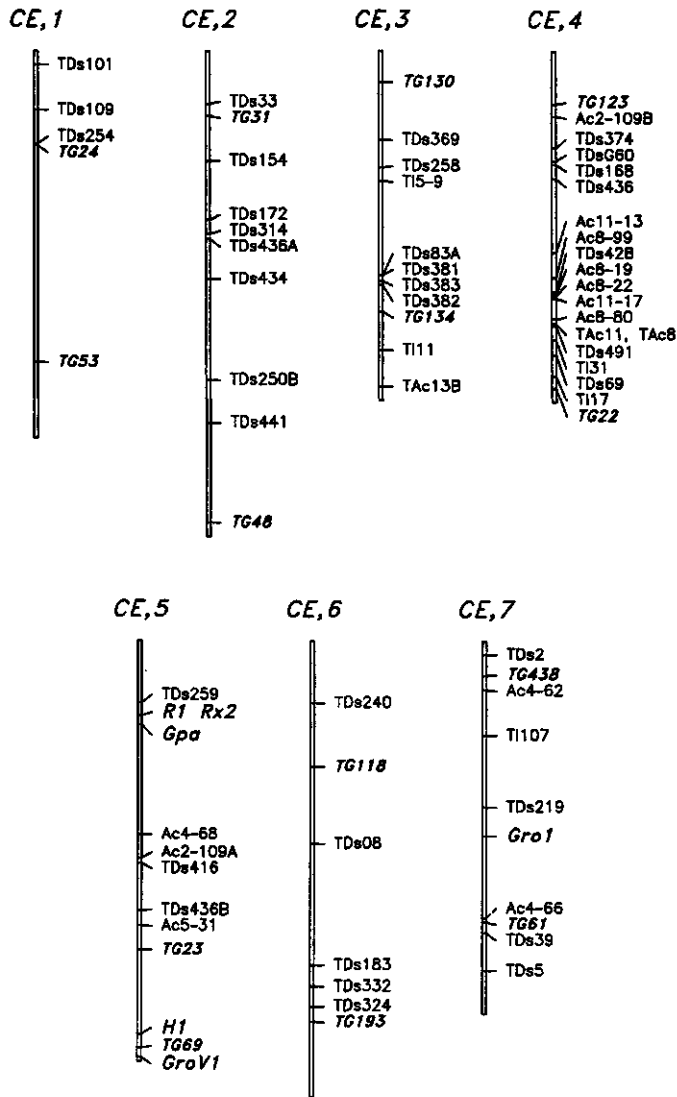 CE,1
TDs101
TDs109
TDs254
TG24
TG53
CE,2
TDs33
TG31
TDs154
TDs172
TDs314
TDs436A
TDs434
TDs250B
TDs441
TG48
CE,3
TG130
TDs369
TDs258
TI5-9
TDs83A
TDs381
TDs383
TDs382
TG134
TI11
TAc13B
CE,4
TG123
Ac2-109B
TDs374
TDsG60
TDs168
TDs436
Ac11-13
Ac8-99
TDs428
Ac8-19
Ac8-22
Ac11-17
Ac8-80
TAc11, TAc8
TDs491
TI31
TDs69
TI17
TG22
CE,5
TDs259
R1 Rx2
Gpa
Ac4-68
Ac2-109A
TDs416
TDs436B
Ac5-31
TG23
H1
TG69
GroV1
CE,6
TDs240
TG118
TDs08
TDs183
TDs332
TDs324
TG193
CE,7
TDs2
TG438
Ac4-62
TI107
TDs219
Gro1
Ac4-66
TG61
TDs39
TDs5